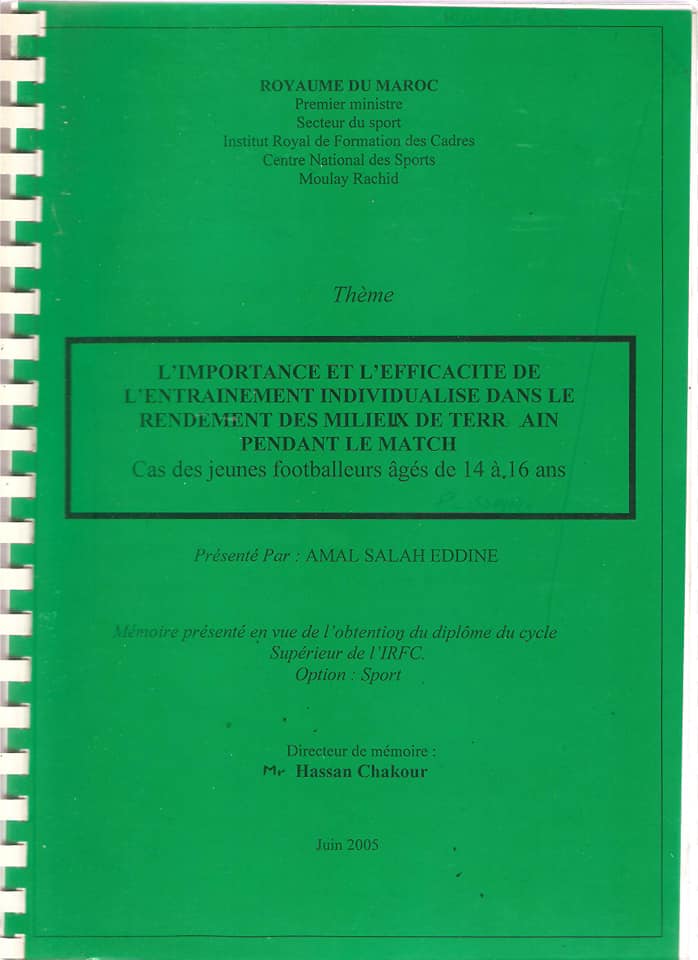 ROYAUME DU MAROC
Premier ministre
Secteur du sport
Institut Royal de Formation des Cadres
Centre National des Sports
Moulay Rachid
Thème
L’IMPORTANCE ET L’EFFICACITE DE
L’ENTRAINEMENT INDIVIDUALISE DANS LE
RENDEMENT DES MILIEUX DE TERR AIN
PENDANT LE MATCH
Cas des jeunes footballeurs âgés de 14 à 16 ans
Présenté Par : AMAL SALAH EDDINE
Mémoire présenté en vue de l’obtention du diplôme du cycle
Supérieur de l’IRFC.
Option : Sport
Directeur de mémoire :
Mr Hassan Chakour
Juin 2005